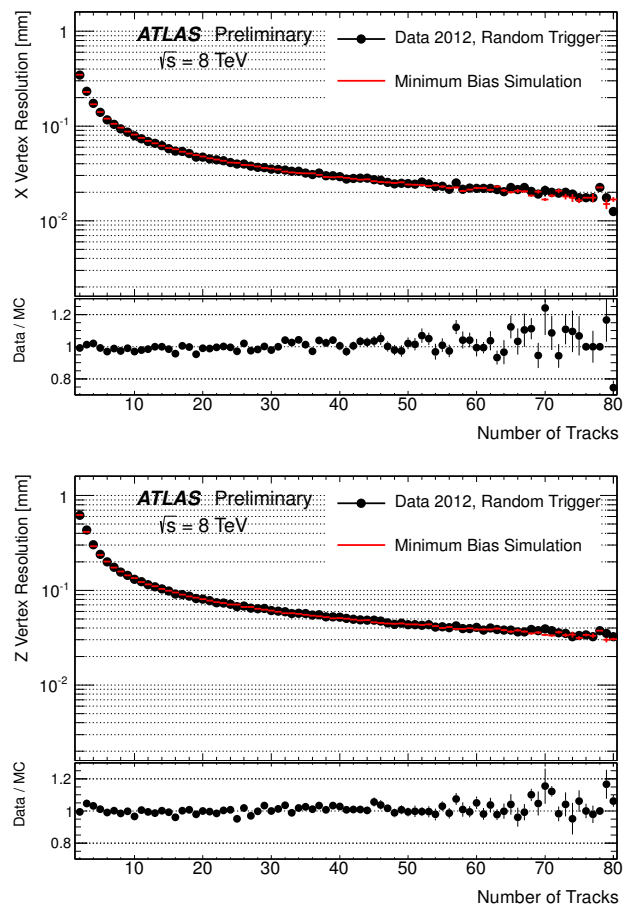 X Vertex Resolution [mm]
1
10⁻¹
10⁻²
ATLAS Preliminary
√s = 8 TeV
Data 2012, Random Trigger
Minimum Bias Simulation
Data / MC
1.2
1
0.8
10 20 30 40 50 60 70 80
Number of Tracks
Z Vertex Resolution [mm]
1
10⁻¹
10⁻²
ATLAS Preliminary
√s = 8 TeV
Data 2012, Random Trigger
Minimum Bias Simulation
Data / MC
1.2
1
0.8
10 20 30 40 50 60 70 80
Number of Tracks